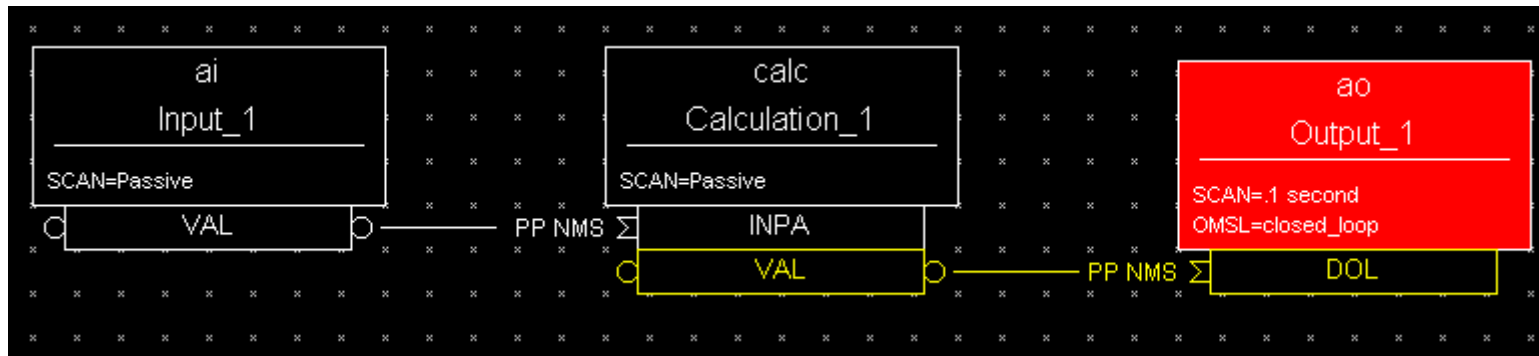 ai
Input_1
SCAN=Passive
VAL
PP NMS
calc
Calculation_1
SCAN=Passive
INPA
VAL
PP NMS
ao
Output_1
SCAN=.1 second
OMSL=closed_loop
DOL